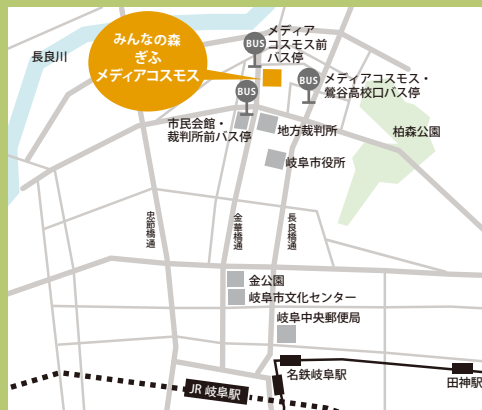 長良川
みんなの森
ぎふ
メディアコスモス
BUS
メディア
コスモス前
バス停
BUS
メディアコスモス・
鶯谷高校口バス停
BUS
市民会館・
裁判所前バス停
地方裁判所
柏森公園
岐阜市役所
忠節橋通
金華橋通
長良橋通
金公園
岐阜市文化センター
岐阜中央郵便局
名鉄岐阜駅
田神駅
JR 岐阜駅